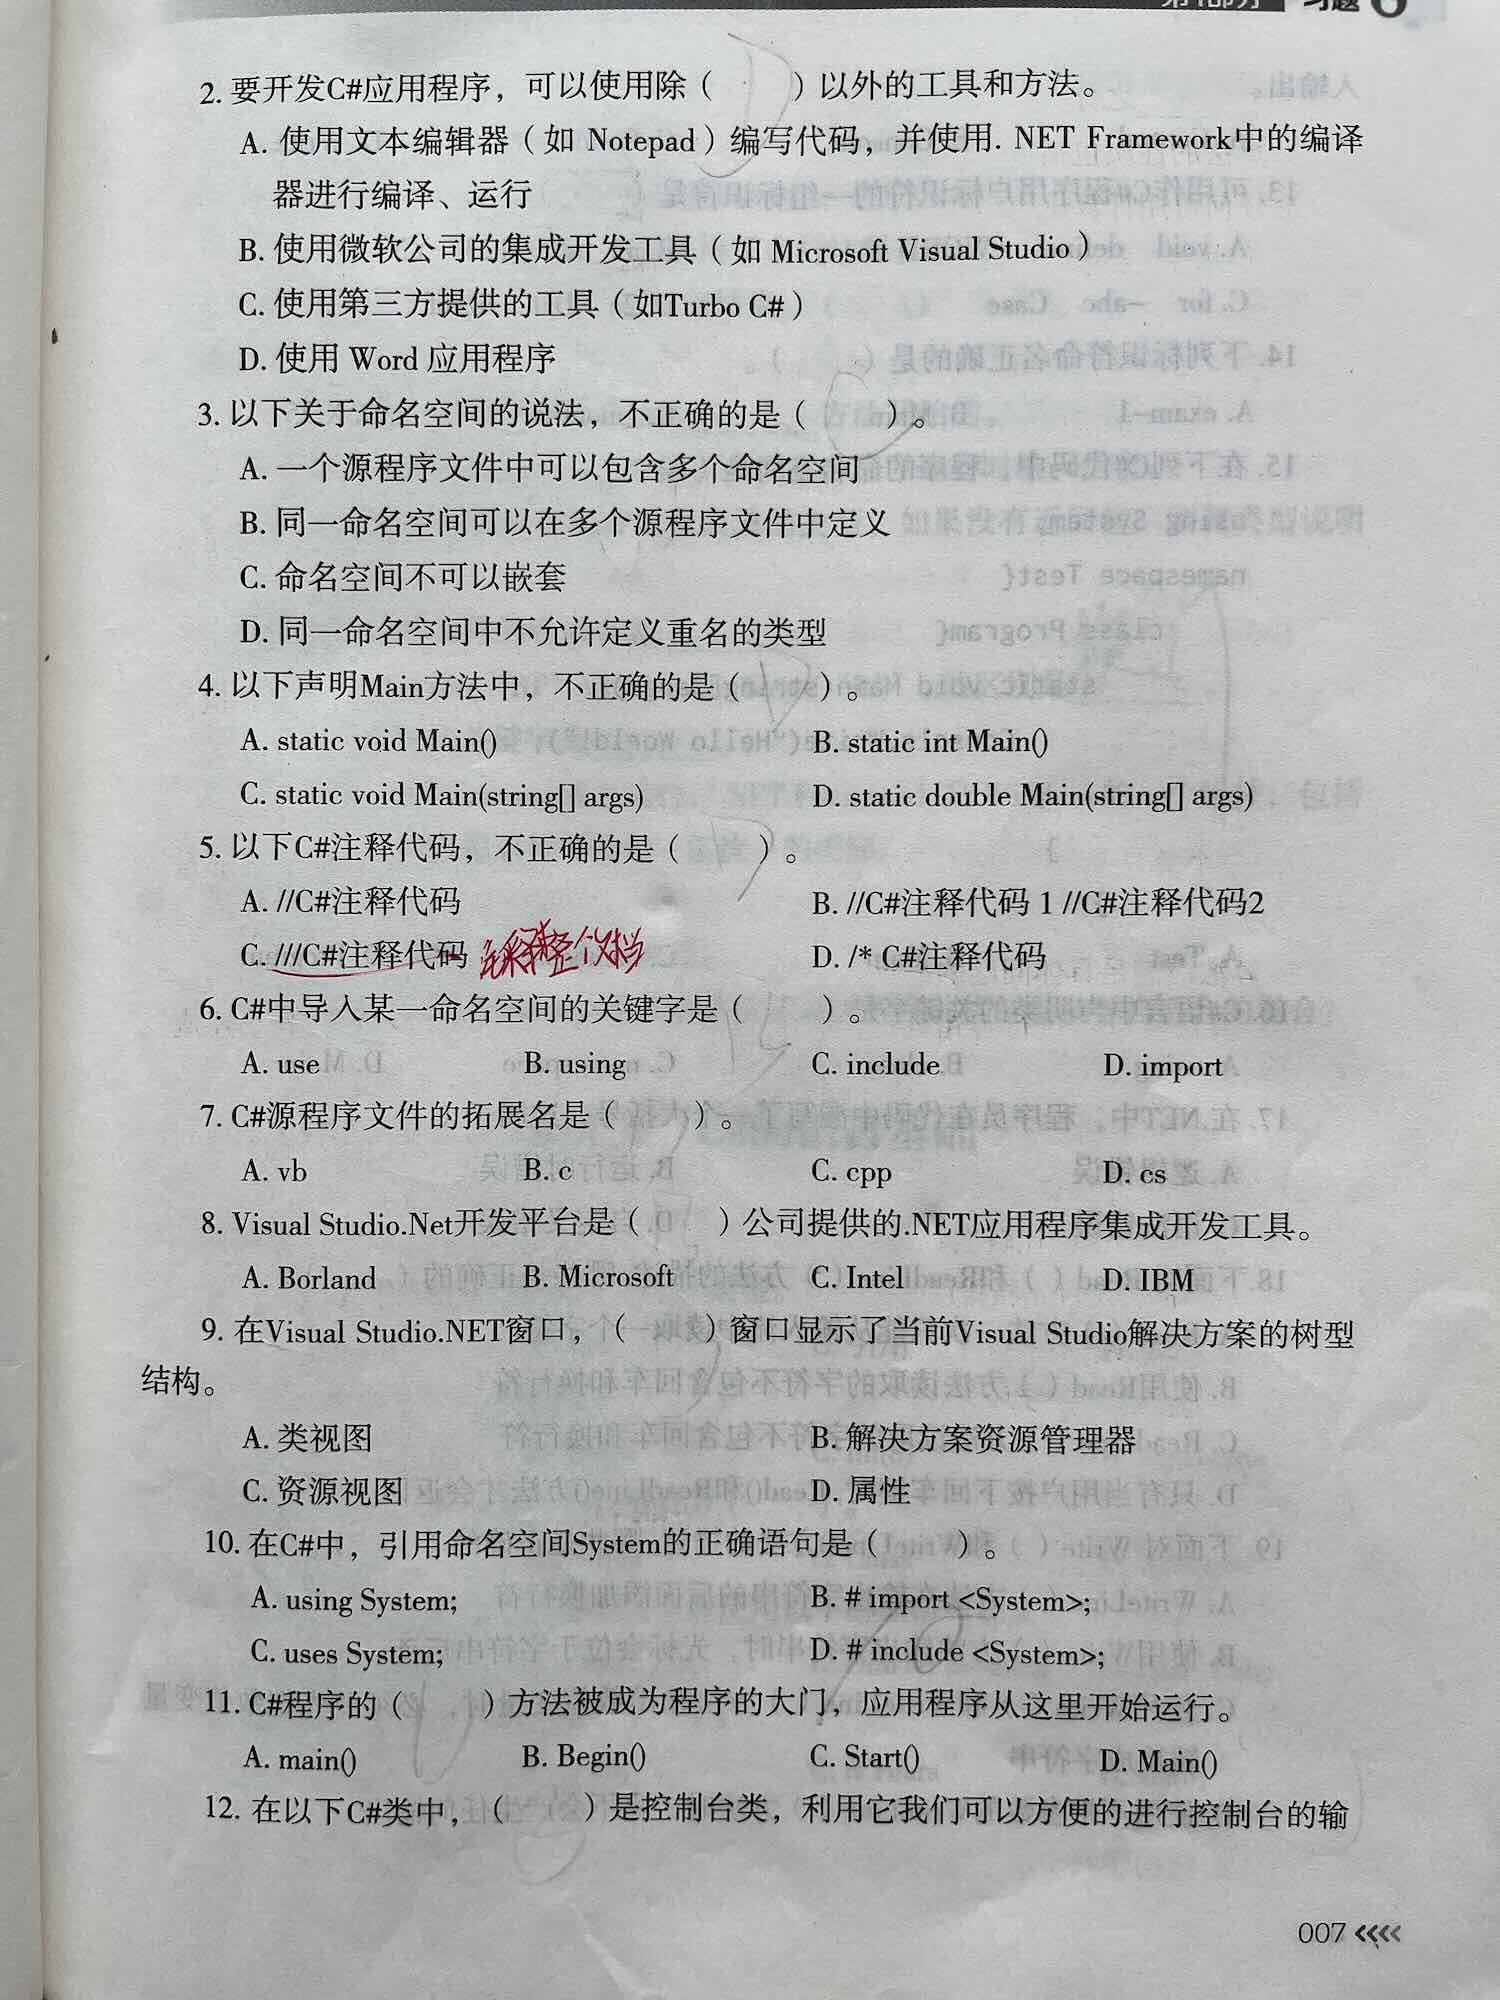 第1部分 习题 6
2. 要开发C#应用程序，可以使用除（　　）以外的工具和方法。
A. 使用文本编辑器（如 Notepad）编写代码，并使用. NET Framework中的编译
器进行编译、运行
B. 使用微软公司的集成开发工具（如 Microsoft Visual Studio）
C. 使用第三方提供的工具（如Turbo C#）
D. 使用 Word 应用程序
3. 以下关于命名空间的说法，不正确的是（　　）。
A. 一个源程序文件中可以包含多个命名空间
B. 同一命名空间可以在多个源程序文件中定义
C. 命名空间不可以嵌套
D. 同一命名空间中不允许定义重名的类型
4. 以下声明Main方法中，不正确的是（ D ）。
A. static void Main() B. static int Main()
C. static void Main(string[] args) D. static double Main(string[] args)
5. 以下C#注释代码，不正确的是（ D ）。
A. //C#注释代码 B. //C#注释代码 1 //C#注释代码2
C. ///C#注释代码 注释整个文档 D. /* C#注释代码
6. C#中导入某一命名空间的关键字是（ B ）。
A. use B. using C. include D. import
7. C#源程序文件的拓展名是（　　）。
A. vb B. c C. cpp D. cs
8. Visual Studio.Net开发平台是（　　）公司提供的.NET应用程序集成开发工具。
A. Borland B. Microsoft C. Intel D. IBM
9. 在Visual Studio.NET窗口，（　　）窗口显示了当前Visual Studio解决方案的树型
结构。
A. 类视图 B. 解决方案资源管理器
C. 资源视图 D. 属性
10. 在C#中，引用命名空间System的正确语句是（　　）。
A. using System; B. # import <System>;
C. uses System; D. # include <System>;
11. C#程序的（　　）方法被成为程序的大门，应用程序从这里开始运行。
A. main() B. Begin() C. Start() D. Main()
12. 在以下C#类中，（　　）是控制台类，利用它我们可以方便的进行控制台的输
007